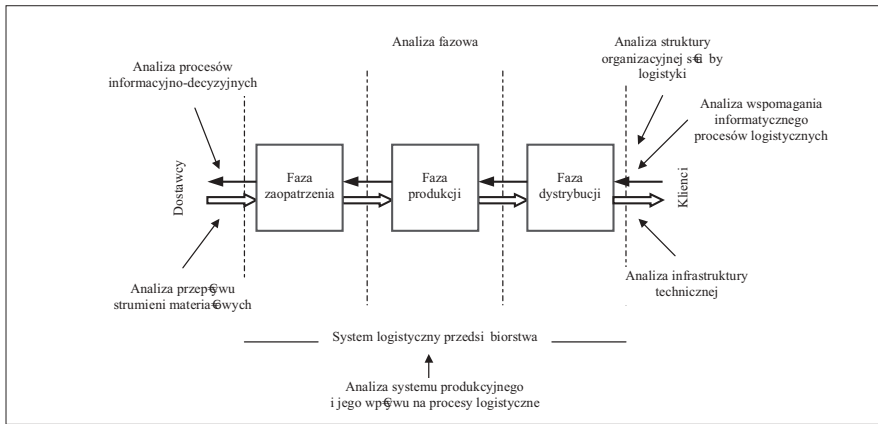 Analiza fazowa
Analiza procesów
informacyjno-decyzyjnych
Analiza struktury
organizacyjnej s by
logistyki
Analiza wspomagania
informatycznego
procesów logistycznych
Dostawcy
Faza
zaopatrzenia
Faza
produkcji
Faza
dystrybucji
Klienci
Analiza
strumieni
Analiza infrastruktury
technicznej
System logistyczny przedsi biorstwa
Analiza systemu produkcyjnego
i jego na procesy logistyczne